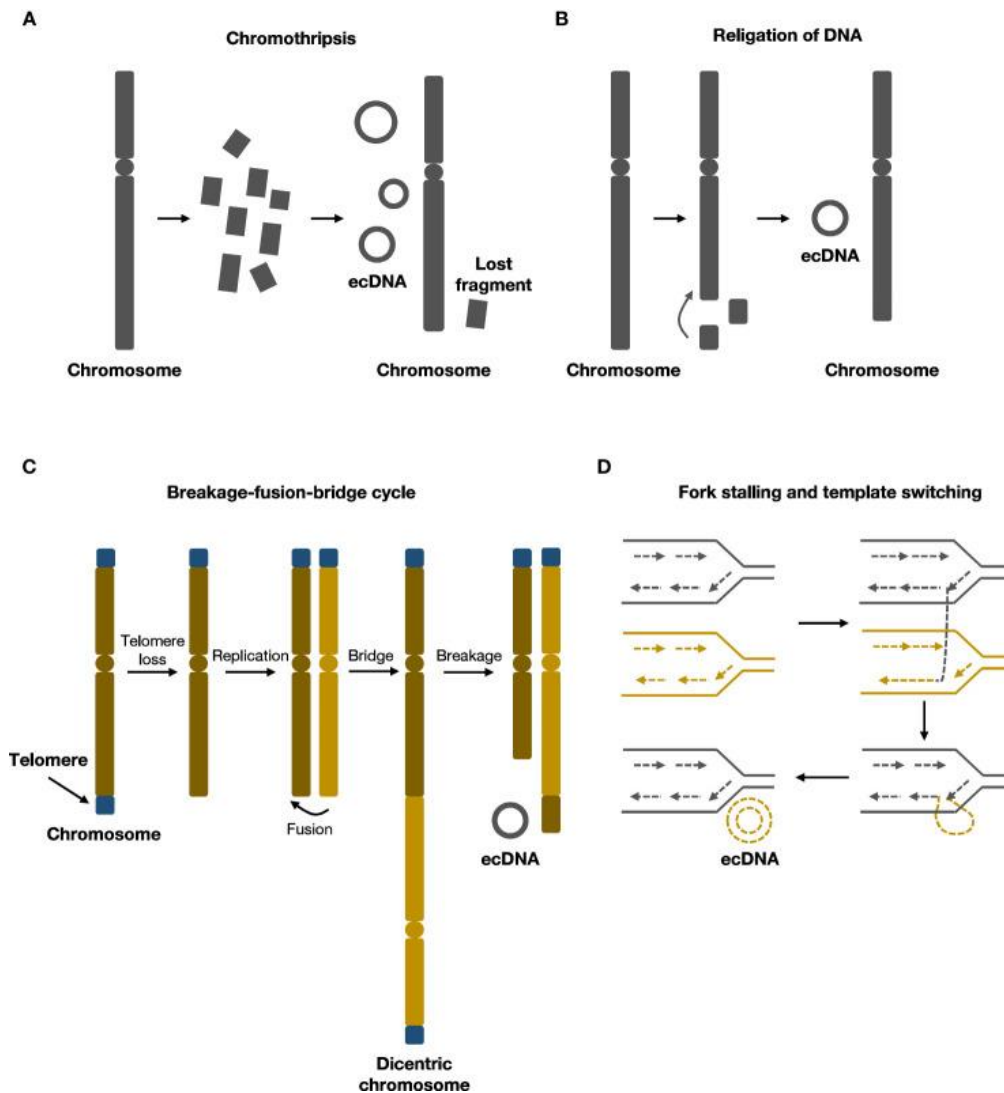 A
Chromothripsis
ecDNA
Lost
fragment
Chromosome
Chromosome
B
Religation of DNA
ecDNA
Chromosome
Chromosome
C
Breakage-fusion-bridge cycle
Telomere
loss
Replication
Bridge
Breakage
Telomere
Chromosome
Fusion
ecDNA
Dicentric
chromosome
D
Fork stalling and template switching
ecDNA